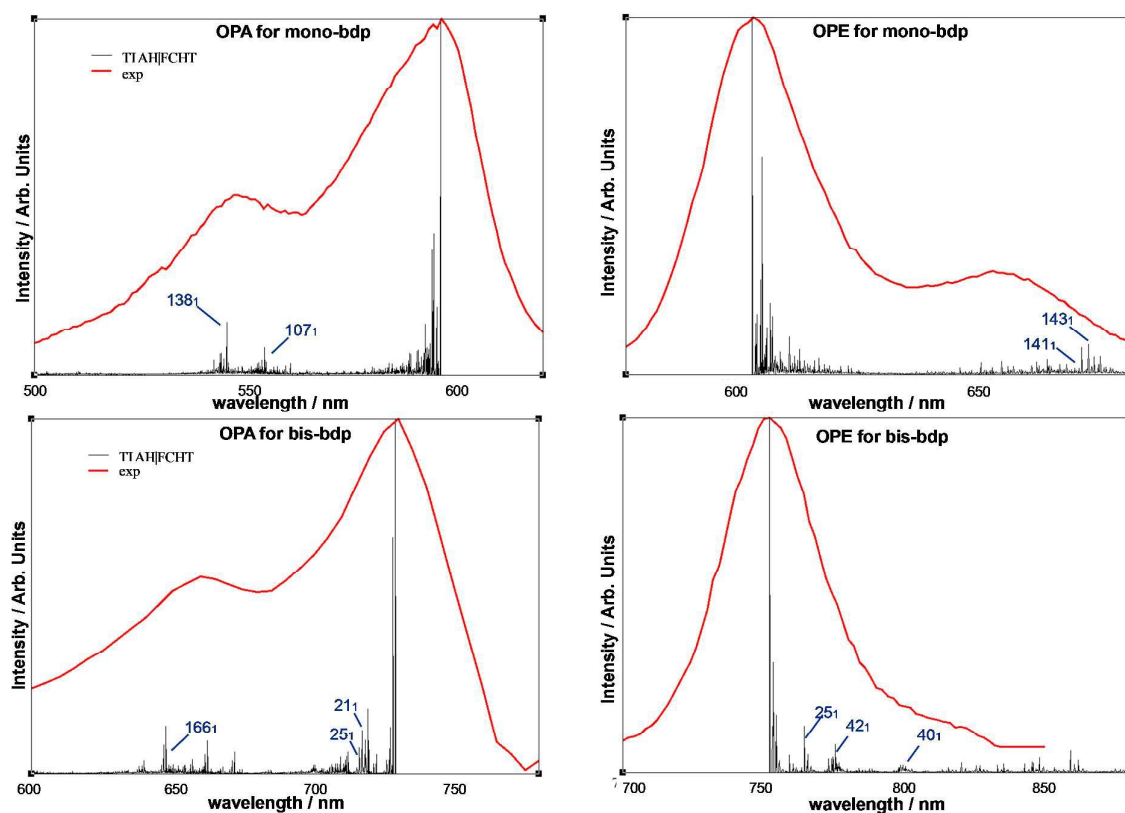 OPA for mono-bdp
TI AH|FCHT
exp
Intensity / Arb. Units
138₁
107₁
500
550
600
wavelength / nm
OPE for mono-bdp
Intensity / Arb. Units
143₁
141₁
600
650
wavelength / nm
OPA for bis-bdp
TI AH|FCHT
exp
Intensity / Arb. Units
166₁
21₁
25₁
600
650
700
750
wavelength / nm
OPE for bis-bdp
Intensity / Arb. Units
25₁
42₁
40₁
700
750
800
850
wavelength / nm